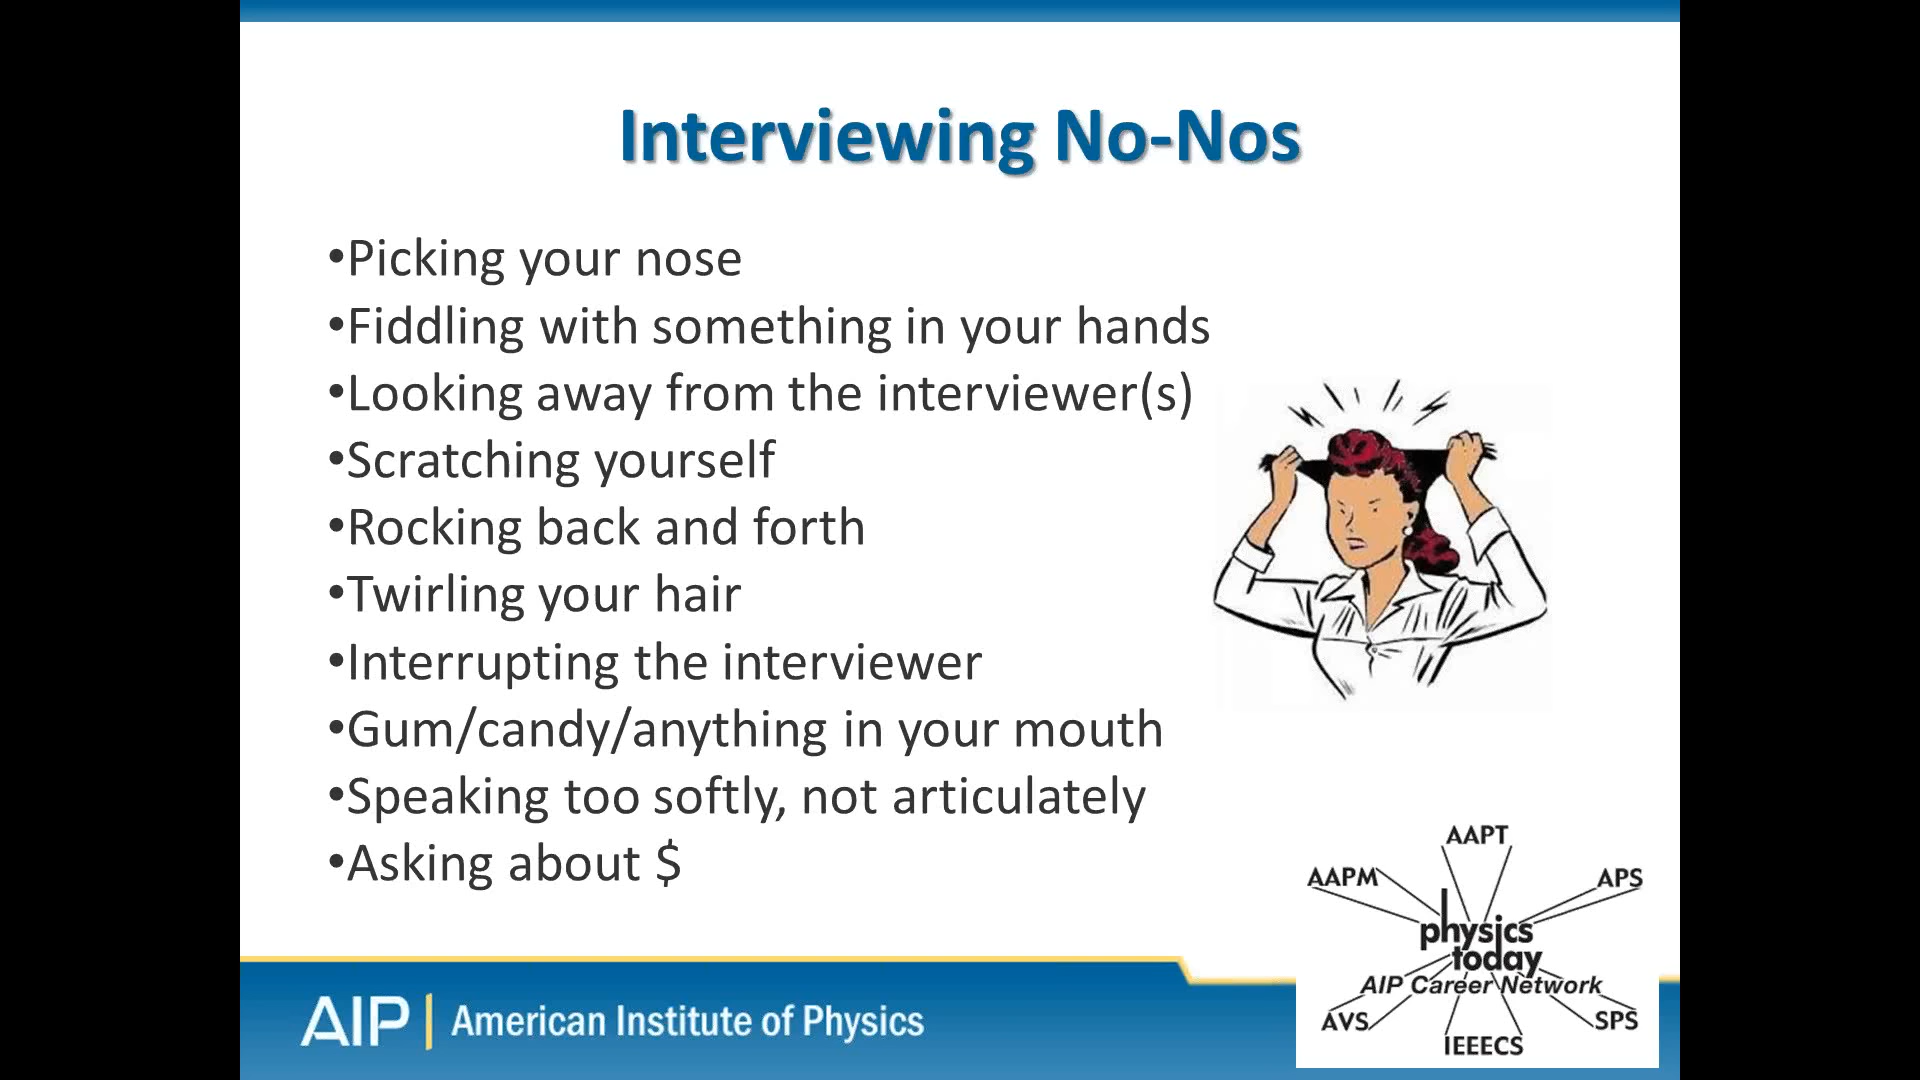 Interviewing No-Nos
•Picking your nose
•Fiddling with something in your hands
•Looking away from the interviewer(s)
•Scratching yourself
•Rocking back and forth
•Twirling your hair
•Interrupting the interviewer
•Gum/candy/anything in your mouth
•Speaking too softly, not articulately
•Asking about $
AAPT
AAPM
APS
physics
today
AIP Career Network
AVS
SPS
IEEECS
AIP | American Institute of Physics